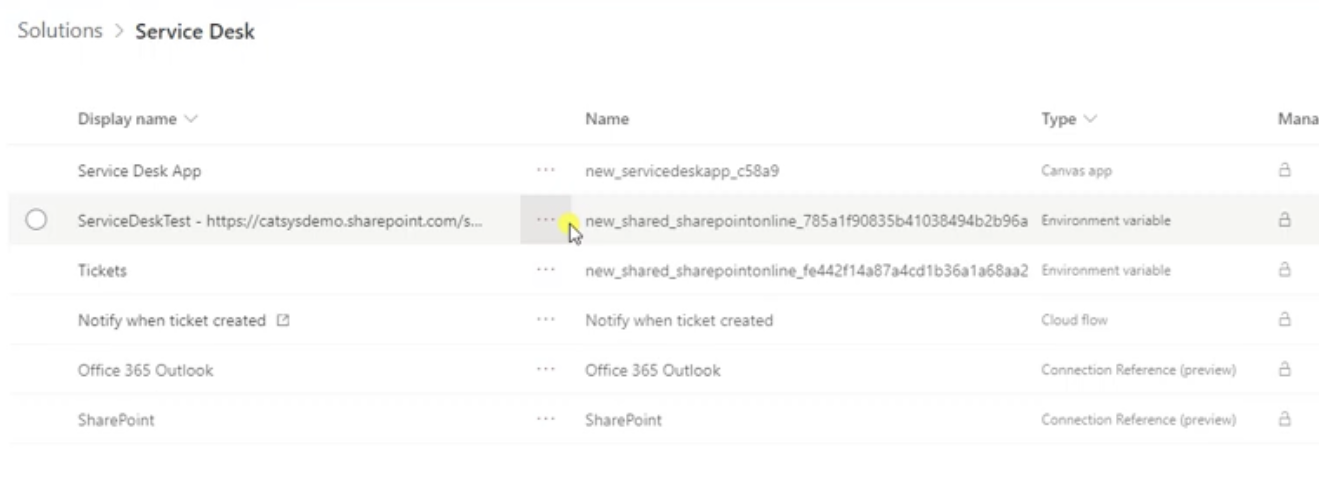 Solutions > Service Desk
Display name Name Type Mana
Service Desk App ··· new_servicedeskapp_c58a9 Canvas app
ServiceDeskTest - https://catsysdemo.sharepoint.com/s... ··· new_shared_sharepointonline_785a1f90835b41038494b2b96a Environment variable
Tickets ··· new_shared_sharepointonline_fe442f14a87a4cd1b36a1a68aa2 Environment variable
Notify when ticket created ··· Notify when ticket created Cloud flow
Office 365 Outlook ··· Office 365 Outlook Connection Reference (preview)
SharePoint ··· SharePoint Connection Reference (preview)